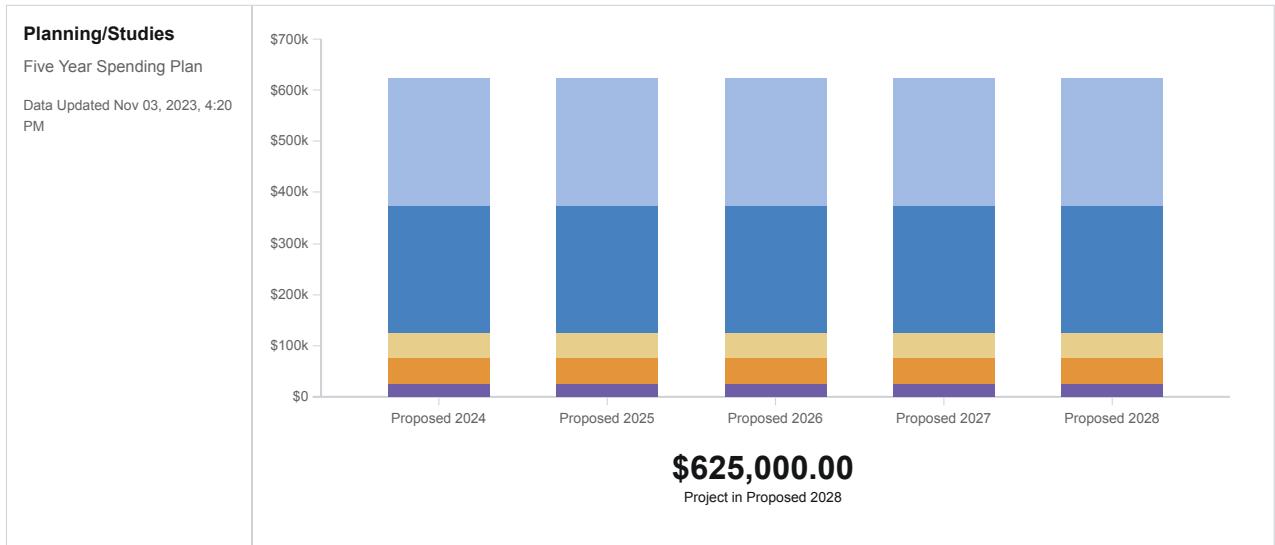 Planning/Studies
Five Year Spending Plan
Data Updated Nov 03, 2023, 4:20
PM
$700k
$600k
$500k
$400k
$300k
$200k
$100k
$0
Proposed 2024
Proposed 2025
Proposed 2026
Proposed 2027
Proposed 2028
$625,000.00
Project in Proposed 2028